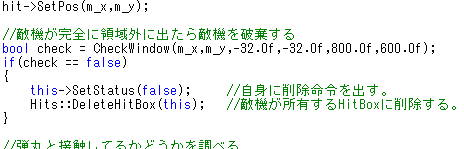 hit->SetPos(m_x,m_y);
//敵機が完全に領域外に出たら敵機を破棄する
bool check = CheckWindow(m_x,m_y,-32.0f,-32.0f,800.0f,600.0f);
if(check == false)
{
this->SetStatus(false); //自身に削除命令を出す。
Hits::DeleteHitBox(this); //敵機が所有するHitBoxに削除する。
}
//弾丸と接触してるかどうかを調べる